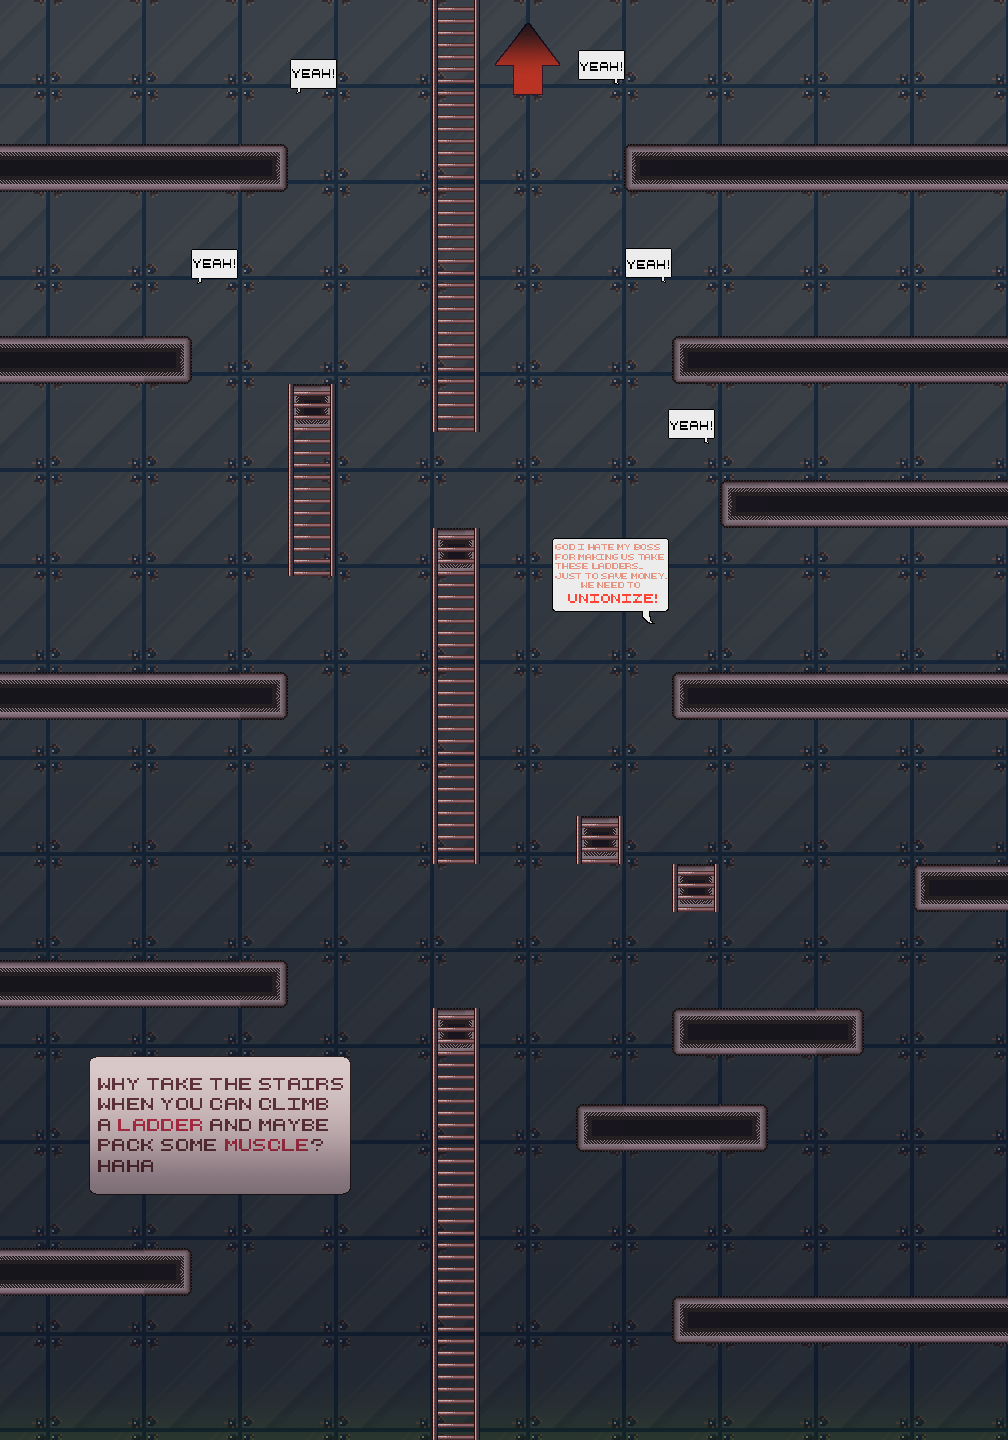 YEAH!
YEAH!
YEAH!
YEAH!
YEAH!
GOD I HATE MY BOSS
FOR MAKING US TAKE
THESE LADDERS_
JUST TO SAVE MONEY.
WE NEED TO
UNIONIZE!
WHY TAKE THE STAIRS
WHEN YOU CAN CLIMB
A LADDER AND MAYBE
PACK SOME MUSCLE?
HAHA